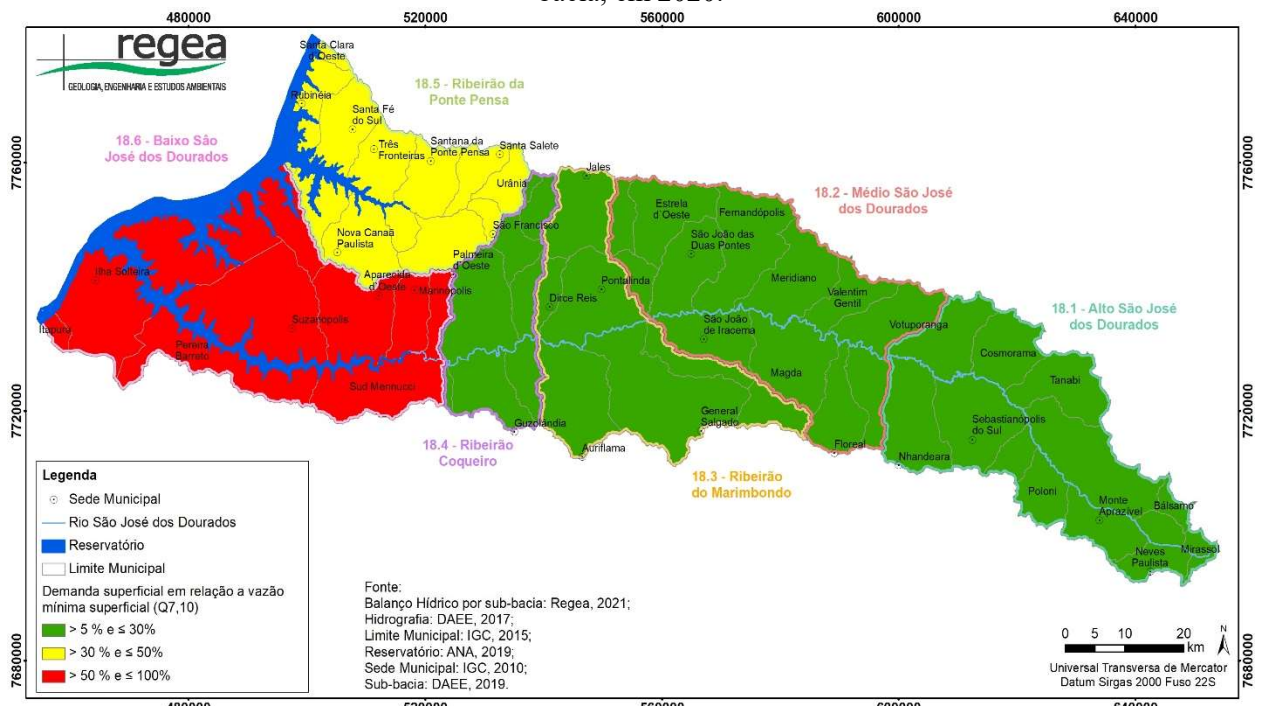 bacia, em 2020.
480000
520000
560000
600000
640000
regea
GEOLOGIA, ENGENHARIA E ESTUDOS AMBIENTAIS
Santa Clara
d'Oeste
18.5 - Ribeirão da
Ponte Pensa
Rubinéia
Santa Fé
do Sul
18.6 - Baixo São
José dos Dourados
Três
Fronteiras
Santana da
Ponte Pensa
Santa Salete
7760000
7760000
Jales
Urânia
18.2 - Médio São José
dos Dourados
Estrela
d'Oeste
Fernandópolis
Nova Canaã
Paulista
São Francisco
São João das
Duas Pontes
Palmeira
d'Oeste
Ilha Solteira
Aparecida
d'Oeste
Marinópolis
Pontalinda
Meridiano
Valentim
Gentil
18.1 - Alto São José
dos Dourados
Dirce Reis
Itapura
Suzanápolis
São João
de Iracema
Votuporanga
Pereira
Barreto
Cosmorama
Magda
Tanabi
Sud Mennucci
7720000
7720000
General
Salgado
Sebastianópolis
do Sul
Guzolândia
18.4 - Ribeirão
Coqueiro
Auriflama
Floreal
Nhandeara
18.3 - Ribeirão
do Marimbondo
Poloni
Monte
Aprazível
Bálsamo
Neves
Paulista
Mirassol
Legenda
Sede Municipal
Rio São José dos Dourados
Reservatório
Limite Municipal
Demanda superficial em relação a vazão
mínima superficial (Q7,10)
> 5 % e ≤ 30%
> 30 % e ≤ 50%
> 50 % e ≤ 100%
Fonte:
Balanço Hídrico por sub-bacia: Regea, 2021;
Hidrografia: DAEE, 2017;
Limite Municipal: IGC, 2015;
Reservatório: ANA, 2019;
Sede Municipal: IGC, 2010;
Sub-bacia: DAEE, 2019.
0 5 10 20
km
N
Universal Transversa de Mercator
Datum Sirgas 2000 Fuso 22S
7680000
7680000
480000
520000
560000
600000
640000